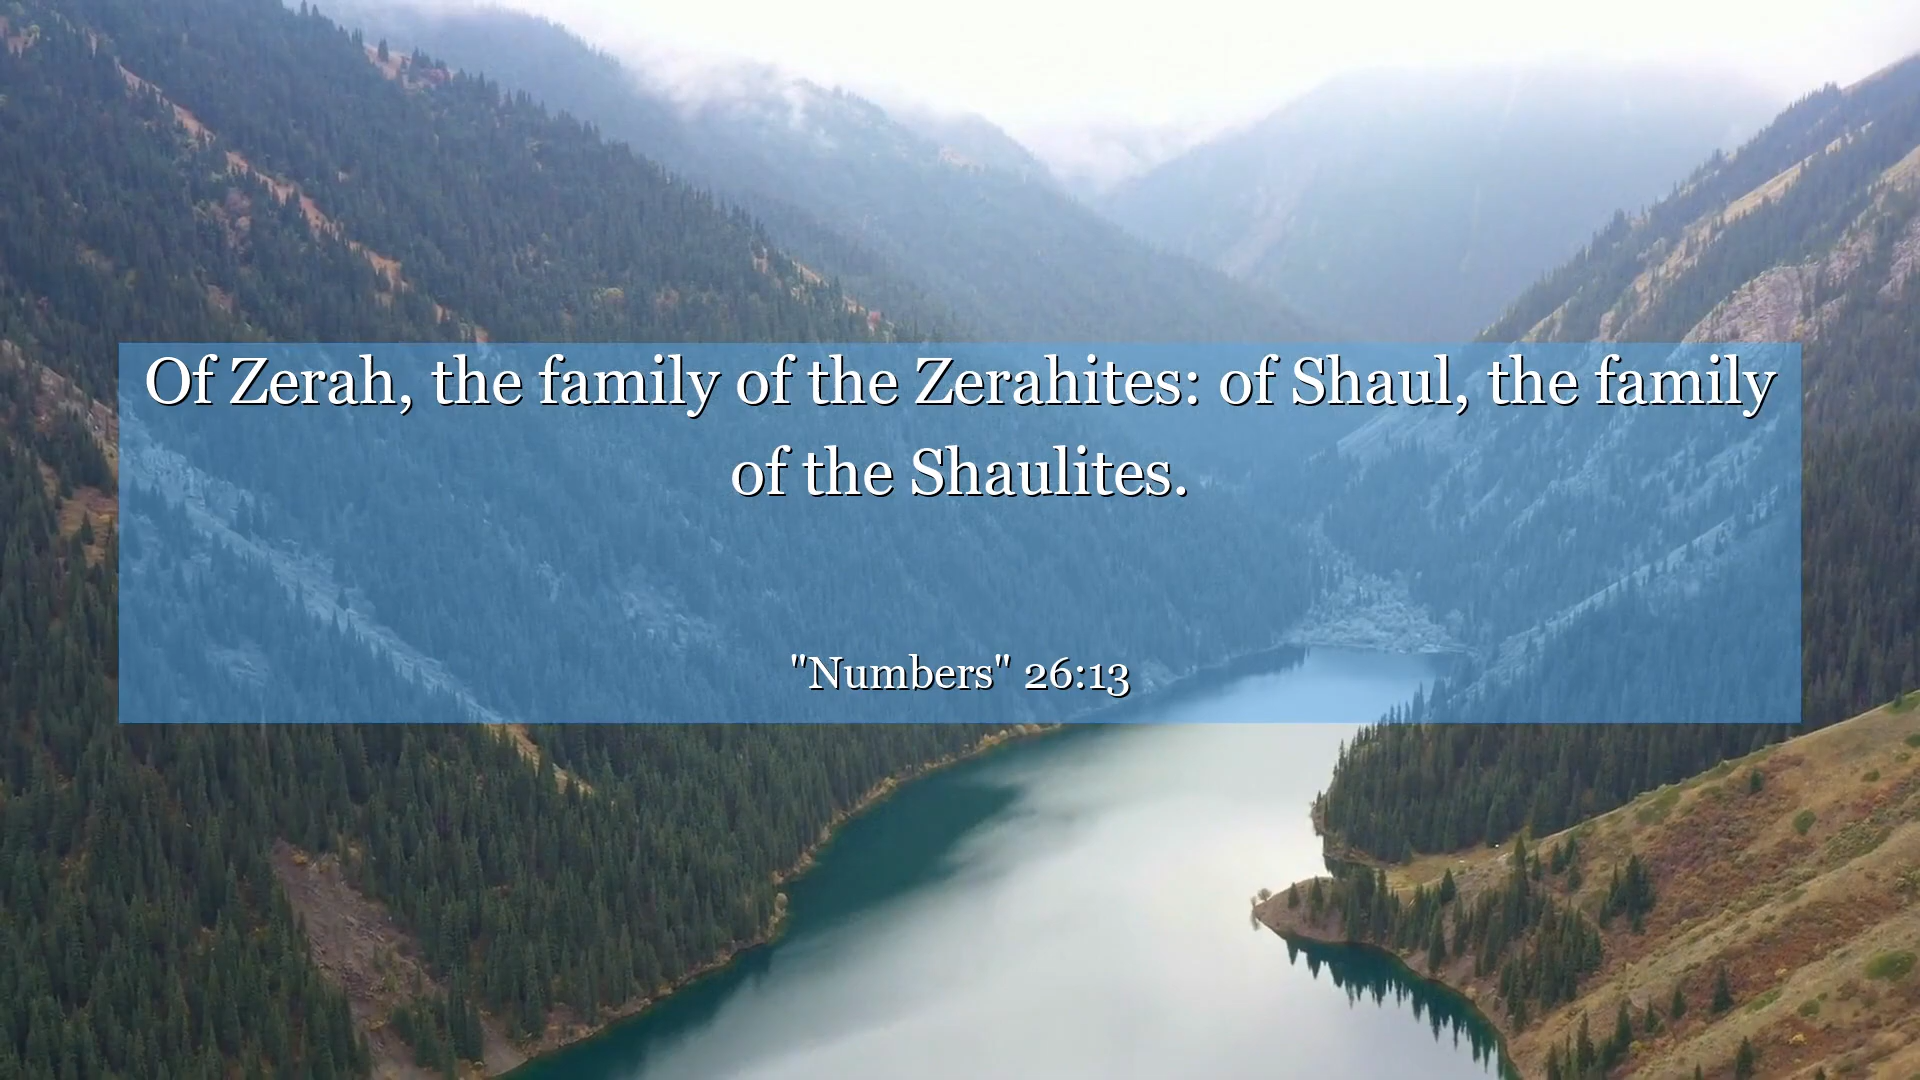 Of Zerah, the family of the Zerahites: of Shaul, the family
of the Shaulites.
"Numbers" 26:13